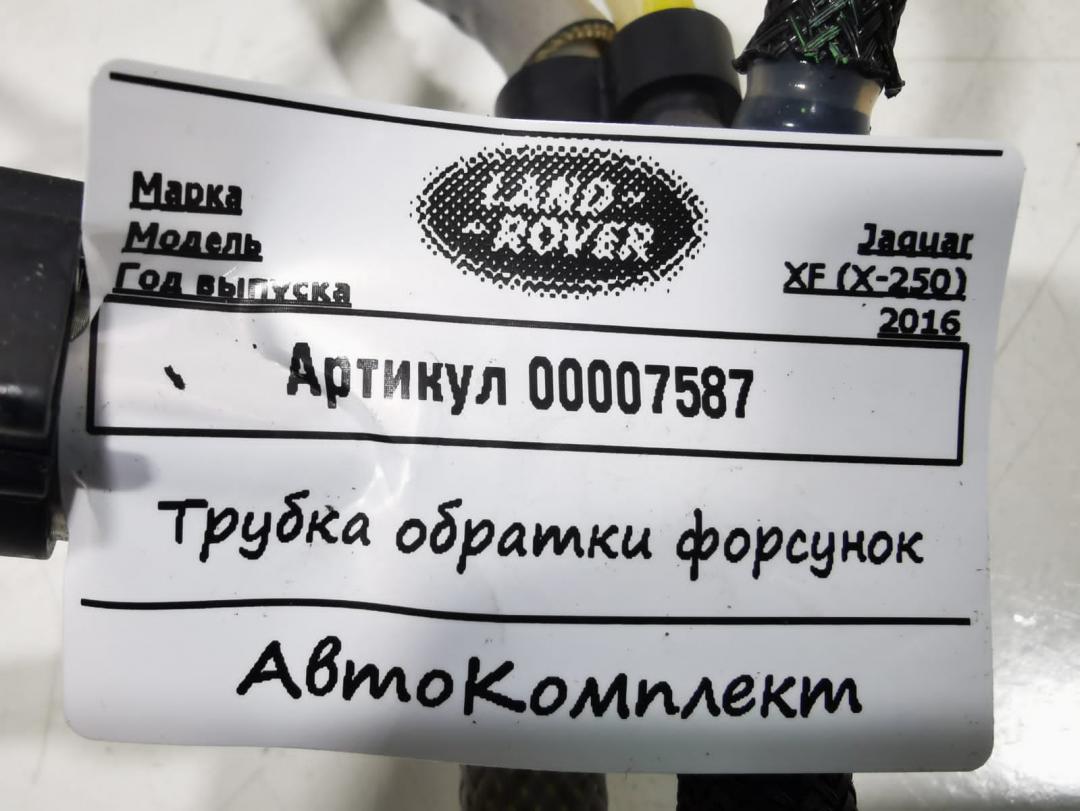 LAND-
-ROVER
Марка Jaguar
Модель XF (X-250)
Год выпуска 2016
Артикул 00007587
Трубка обратки форсунок
АвтоКомплект